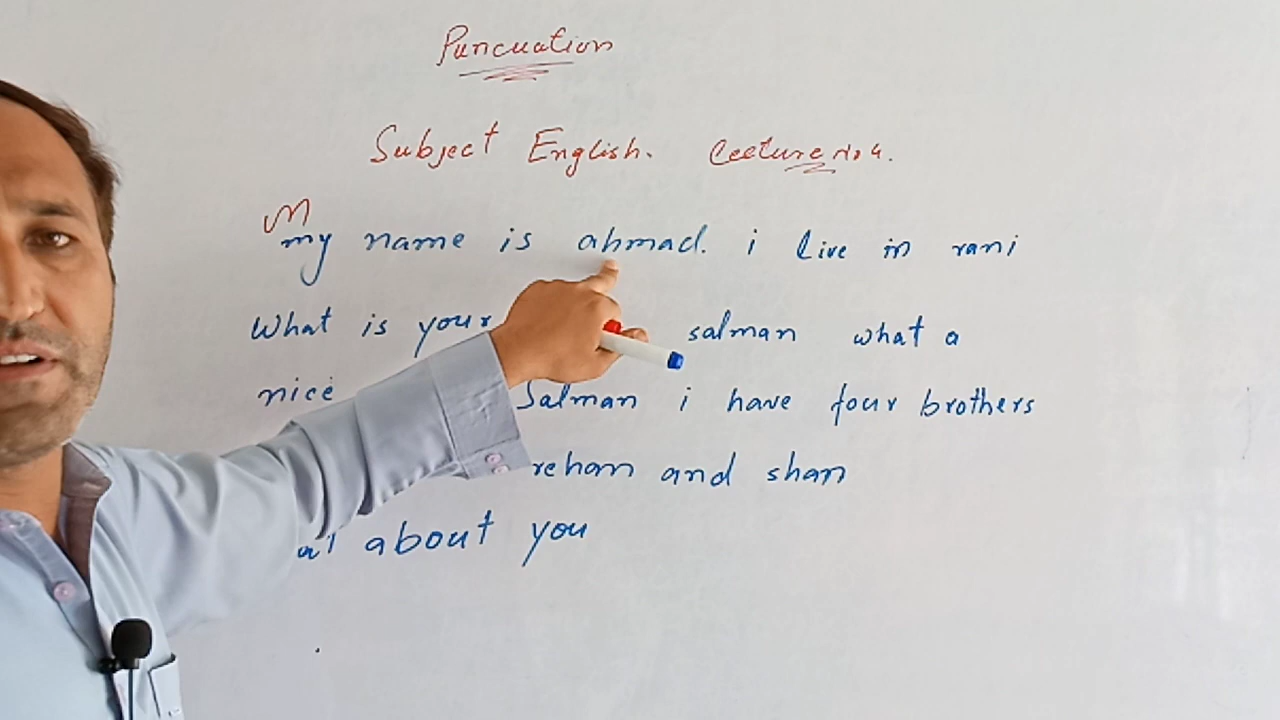 Puncuation
Subject English. Lecture No 4.
M
my name is ahmad. i live in rani
What is your salman what a
nice Salman i have four brothers
rehan and shan
about you